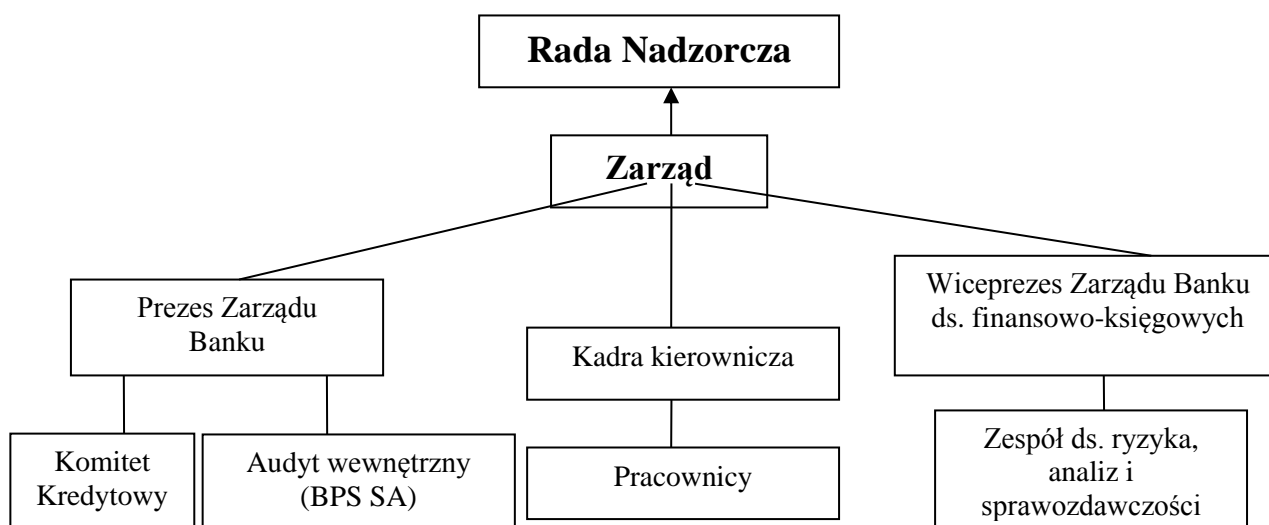 Rada Nadzorcza
Zarząd
Prezes Zarządu
Banku
Kadra kierownicza
Wiceprezes Zarządu Banku
ds. finansowo-księgowych
Komitet
Kredytowy
Audyt wewnętrzny
(BPS SA)
Pracownicy
Zespół ds. ryzyka,
analiz i
sprawozdawczości